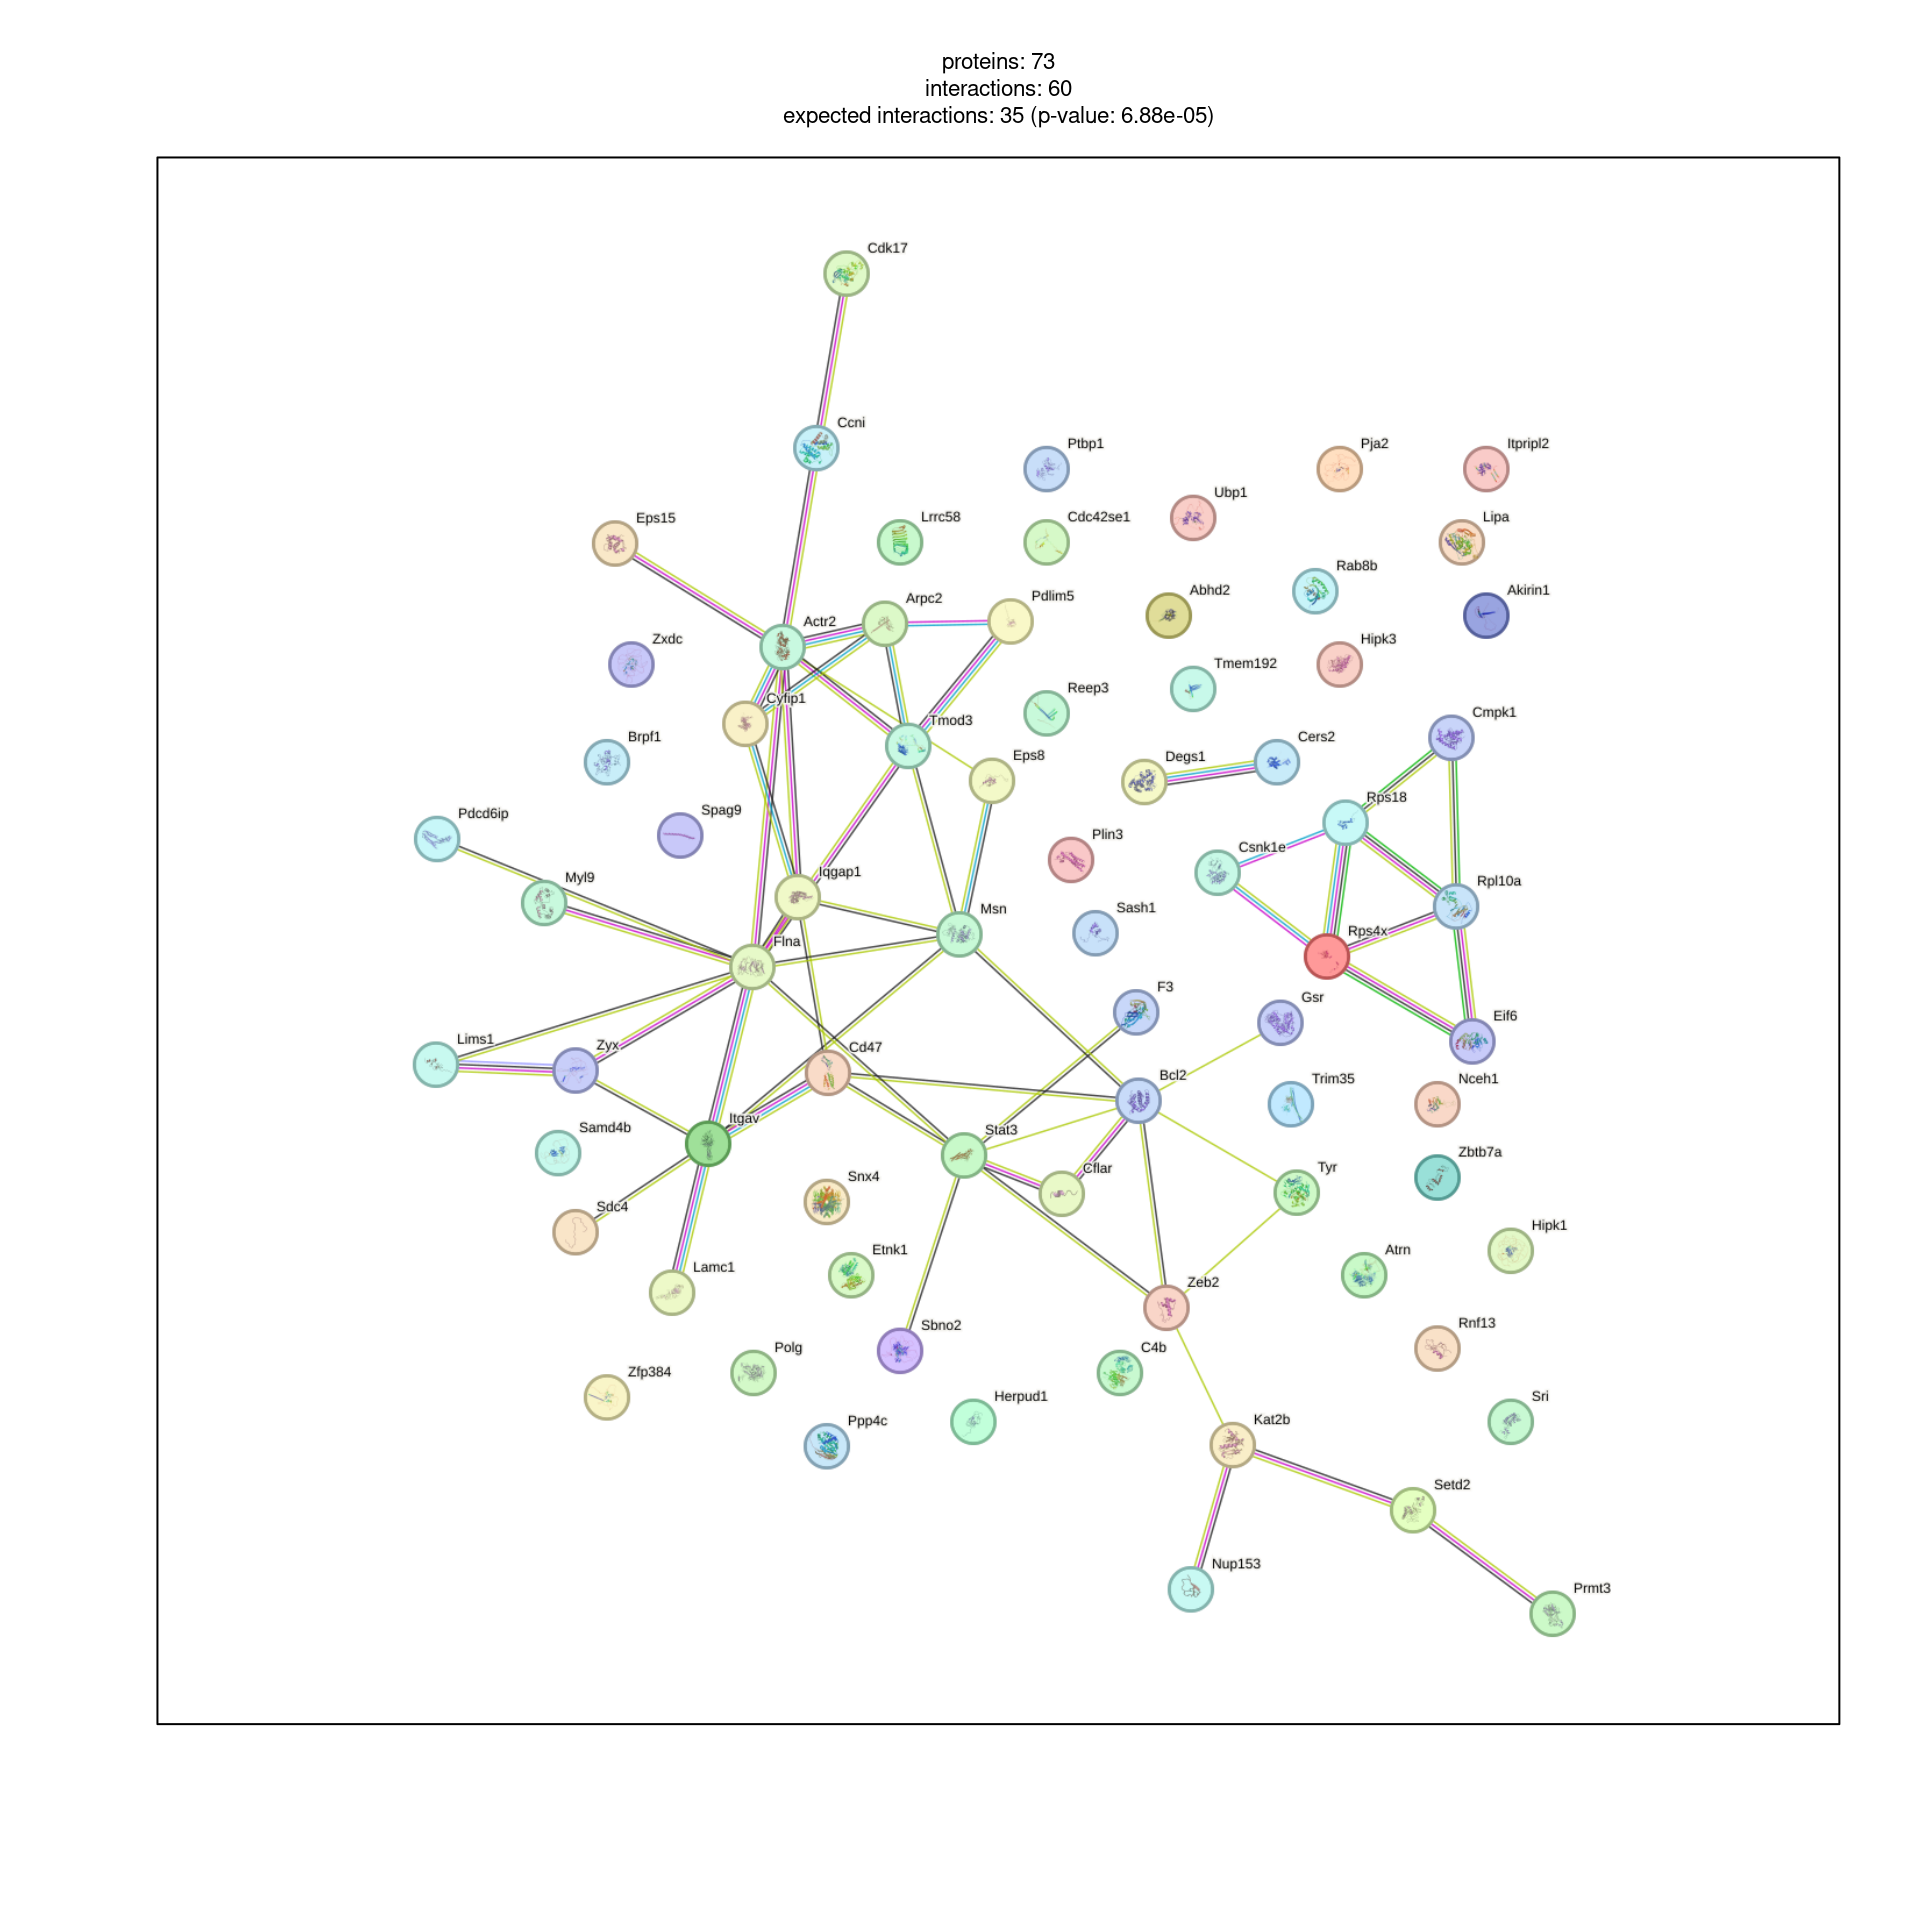 proteins: 73
interactions: 60
expected interactions: 35 (p-value: 6.88e-05)
Cdk17
Ccni
Ptbp1
Pja2
Itpripl2
Ubp1
Eps15
Lrrc58
Cdc42se1
Lipa
Rab8b
Abhd2
Akirin1
Arpc2
Pdlim5
Actr2
Zxdc
Hipk3
Tmem192
Reep3
Cyfip1
Cmpk1
Tmod3
Brpf1
Eps8
Degs1
Cers2
Rps18
Spag9
Pdcd6ip
Plin3
Csnk1e
Iqgap1
Myl9
Rpl10a
Msn
Sash1
Rps4x
Flna
F3
Gsr
Eif6
Lims1
Zyx
Cd47
Bcl2
Trim35
Nceh1
Itgav
Samd4b
Stat3
Zbtb7a
Cflar
Tyr
Snx4
Sdc4
Hipk1
Etnk1
Atrn
Lamc1
Zeb2
Sbno2
Rnf13
Polg
C4b
Zfp384
Herpud1
Sri
Ppp4c
Kat2b
Setd2
Nup153
Prmt3